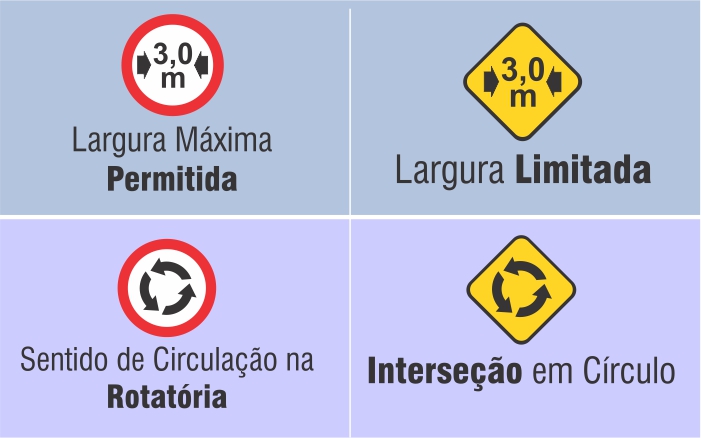 3,0
m
Largura Máxima
Permitida
3,0
m
Largura Limitada
Sentido de Circulação na
Rotatória
Interseção em Círculo